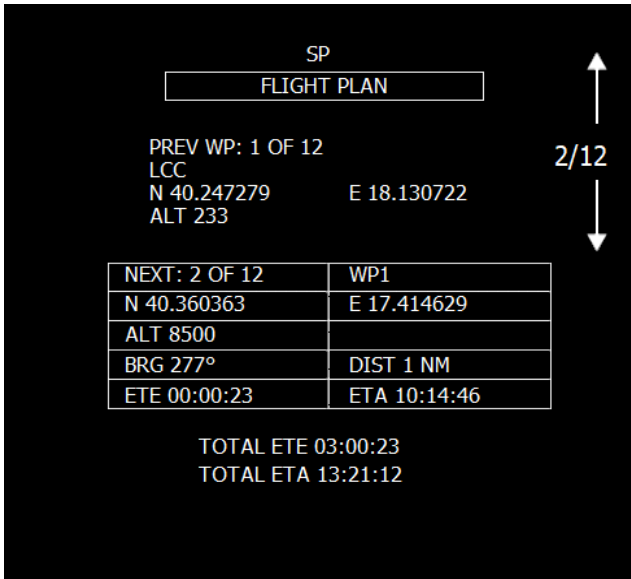 SP
FLIGHT PLAN
PREV WP: 1 OF 12
2/12
LCC
N 40.247279 E 18.130722
ALT 233
NEXT: 2 OF 12 WP1
N 40.360363 E 17.414629
ALT 8500
BRG 277º DIST 1 NM
ETE 00:00:23 ETA 10:14:46
TOTAL ETE 03:00:23
TOTAL ETA 13:21:12